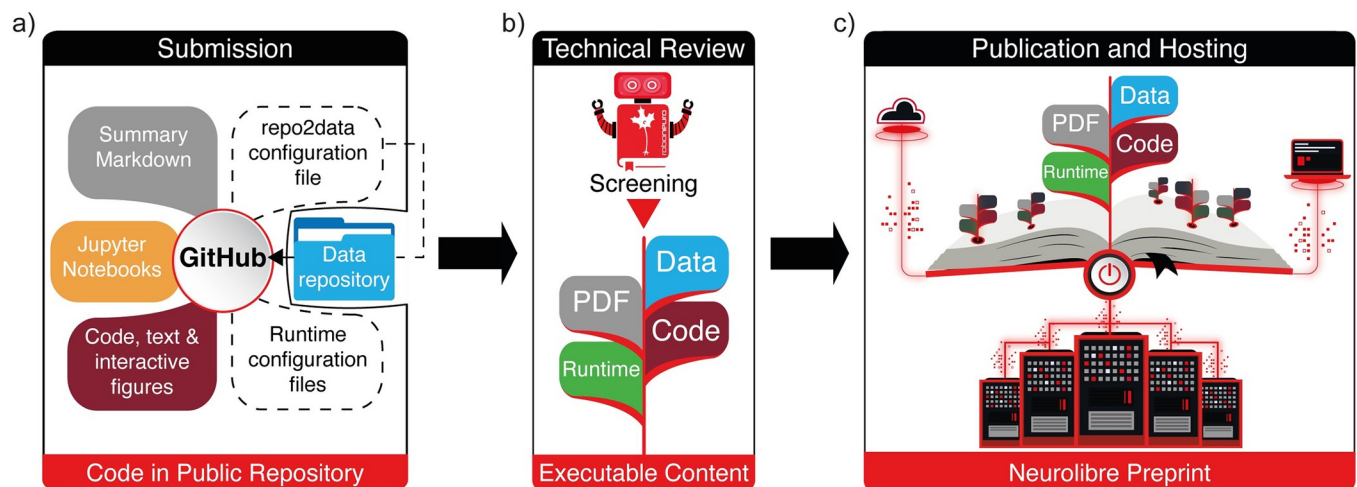 a)
Submission
Summary
Markdown
repo2data
configuration
file
Jupyter
Notebooks
GitHub
Data
repository
Code, text &
interactive
figures
Runtime
configuration
files
Code in Public Repository
b)
Technical Review
roboneuro
Screening
Data
PDF
Code
Runtime
Executable Content
c)
Publication and Hosting
Data
PDF
Code
Runtime
Neurolibre Preprint